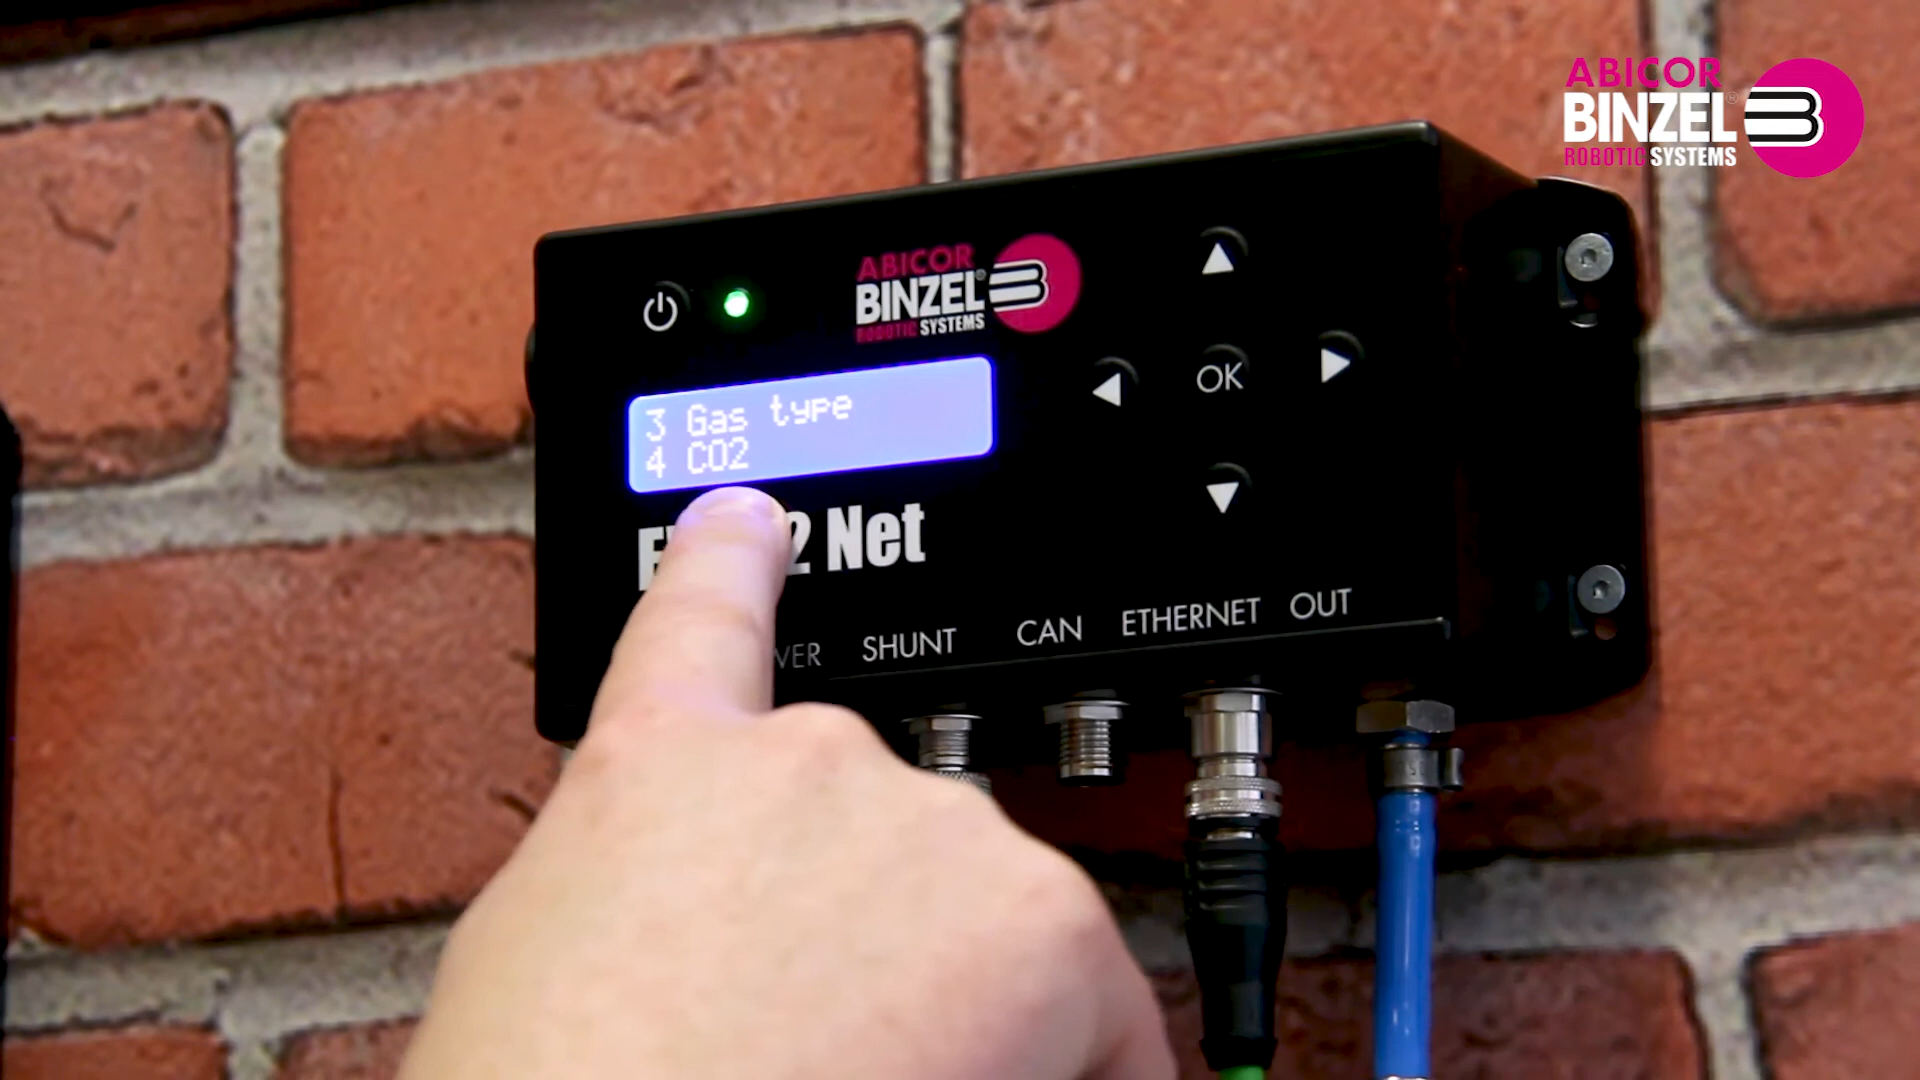 ABICOR
BINZEL®
ROBOTIC SYSTEMS
ABICOR
BINZEL®
ROBOTIC SYSTEMS
OK
3 Gas type
4 CO2
Net
SHUNT
CAN
ETHERNET
OUT